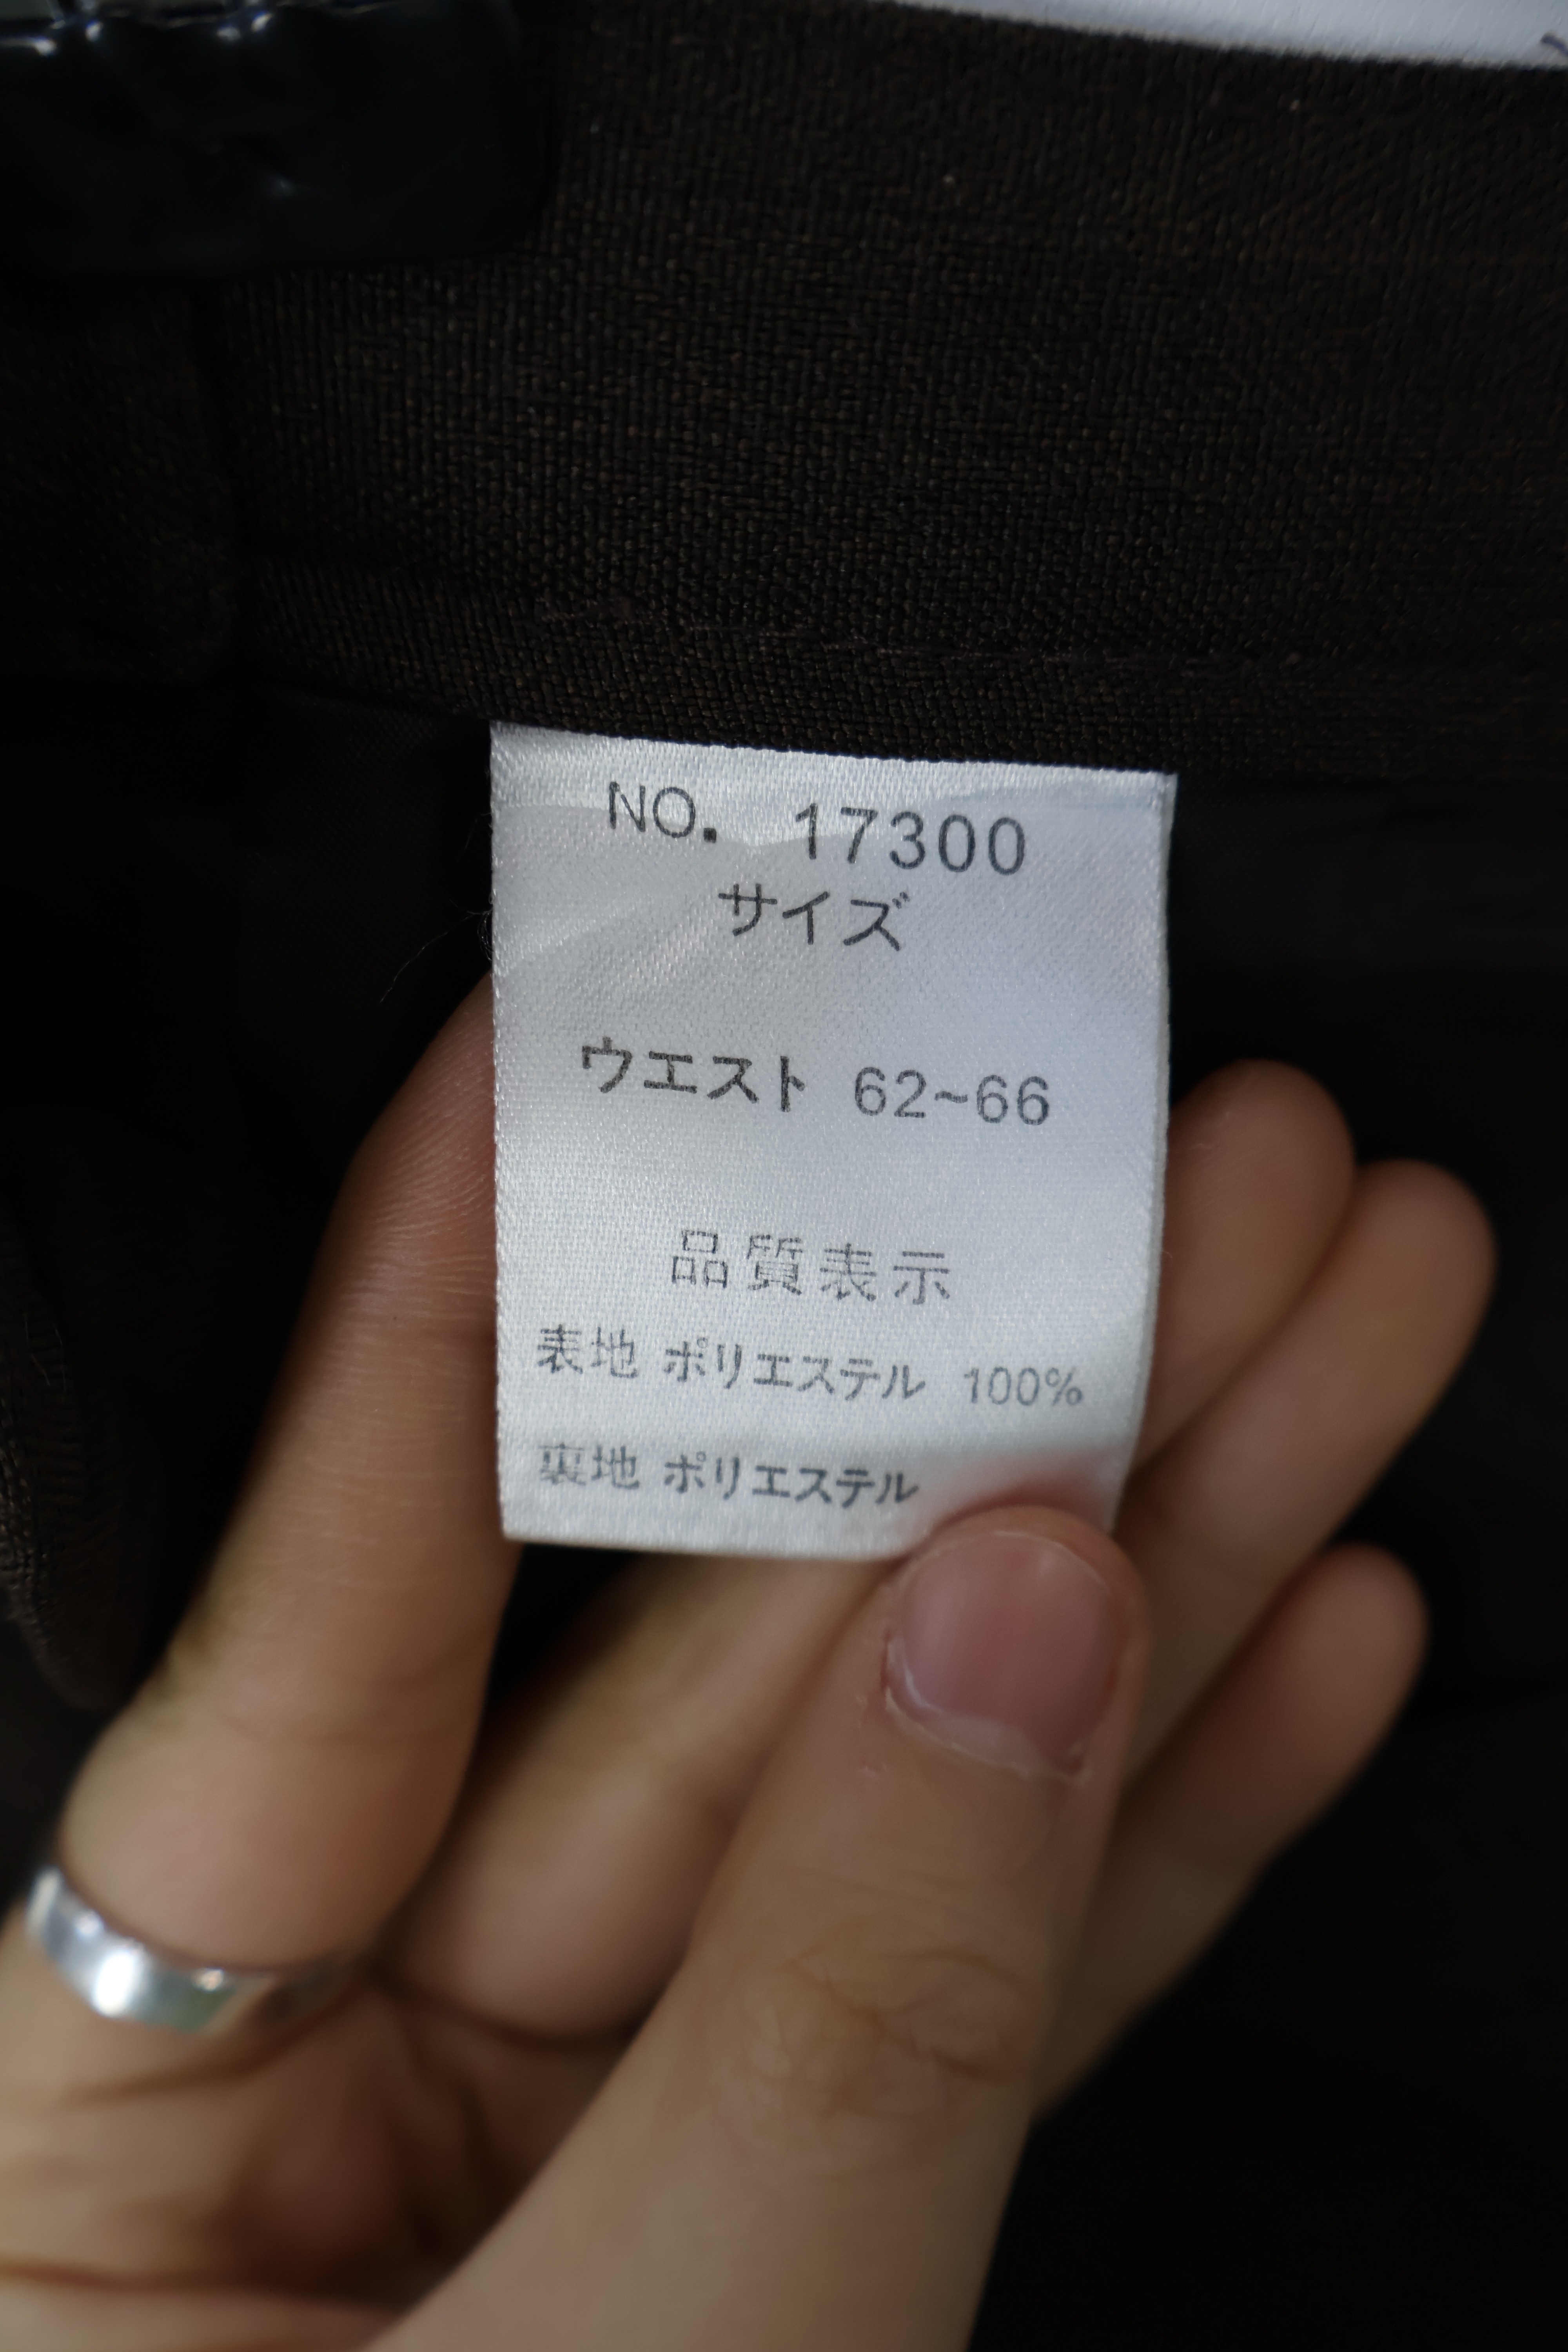 NO. 17300
サイズ
ウエスト 62~66
品質表示
表地 ポリエステル 100%
裏地 ポリエステル